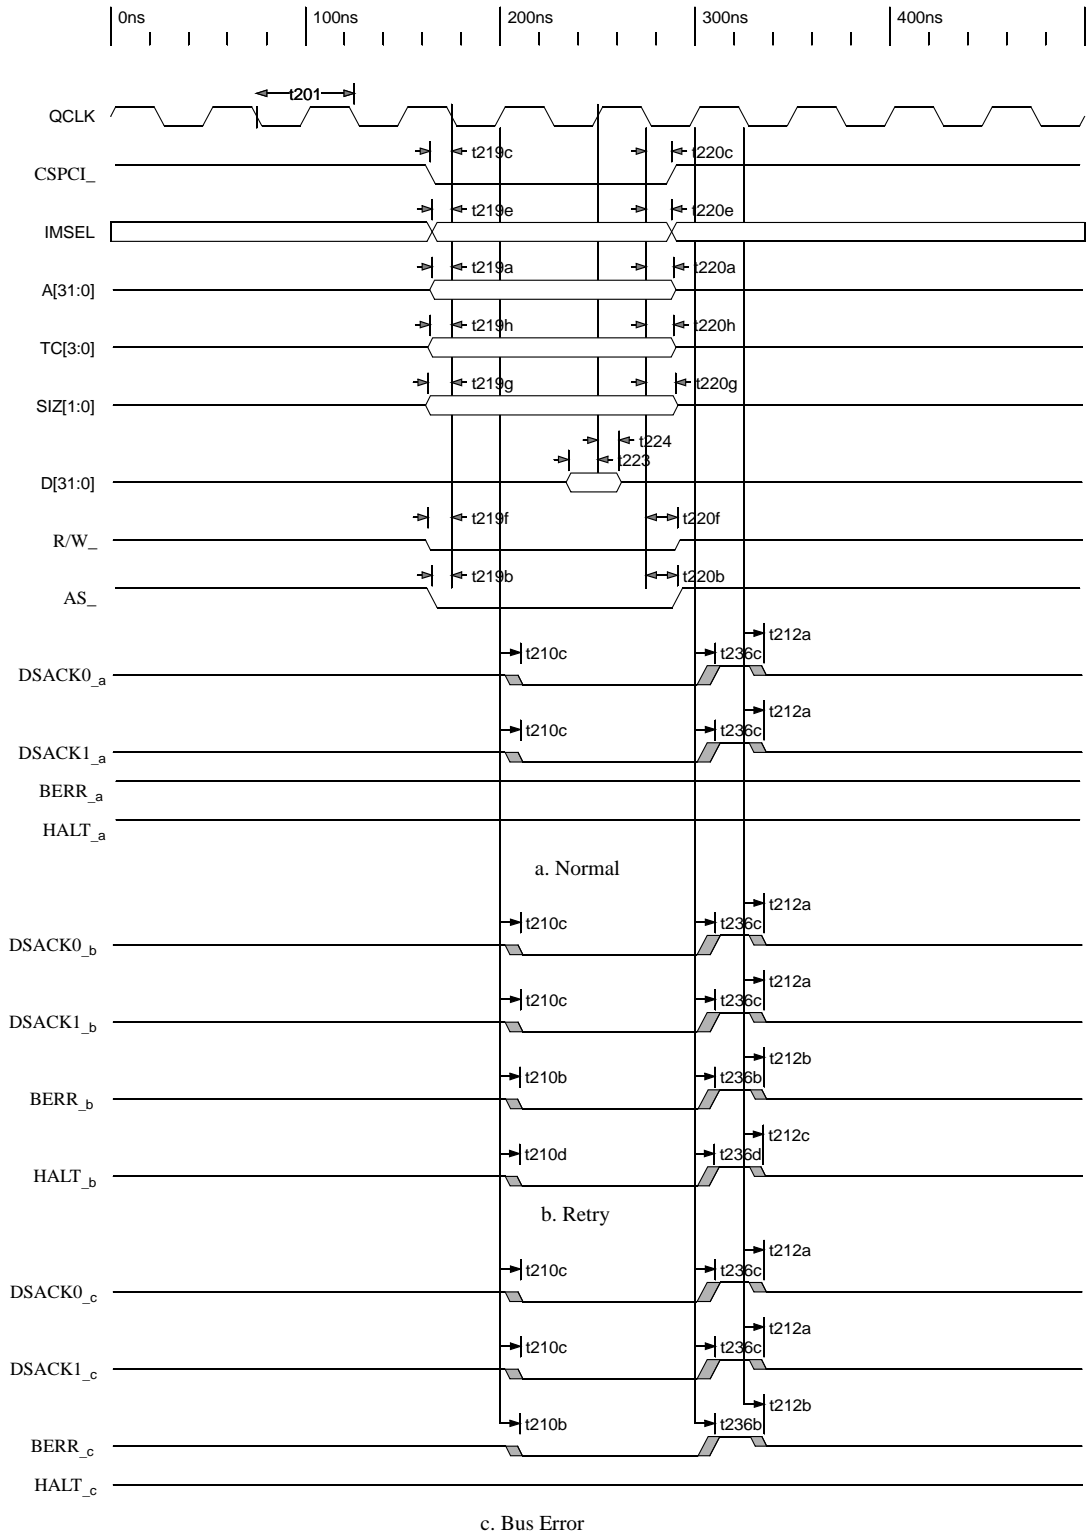 0ns 100ns 200ns 300ns 400ns
t201
QCLK
t219c t220c
CSPCI_
t219e t220e
IMSEL
t219a t220a
A[31:0]
t219h t220h
TC[3:0]
t219g t220g
SIZ[1:0]
t224
t223
D[31:0]
t219f t220f
R/W_
t219b t220b
AS_
t212a
t210c t236c
DSACK0_a
t212a
t210c t236c
DSACK1_a
BERR_a
HALT_a
a. Normal
t212a
t210c t236c
DSACK0_b
t212a
t210c t236c
DSACK1_b
t212b
t210b t236b
BERR_b
t212c
t210d t236d
HALT_b
b. Retry
t212a
t210c t236c
DSACK0_c
t212a
t210c t236c
DSACK1_c
t212b
t210b t236b
BERR_c
HALT_c
c. Bus Error